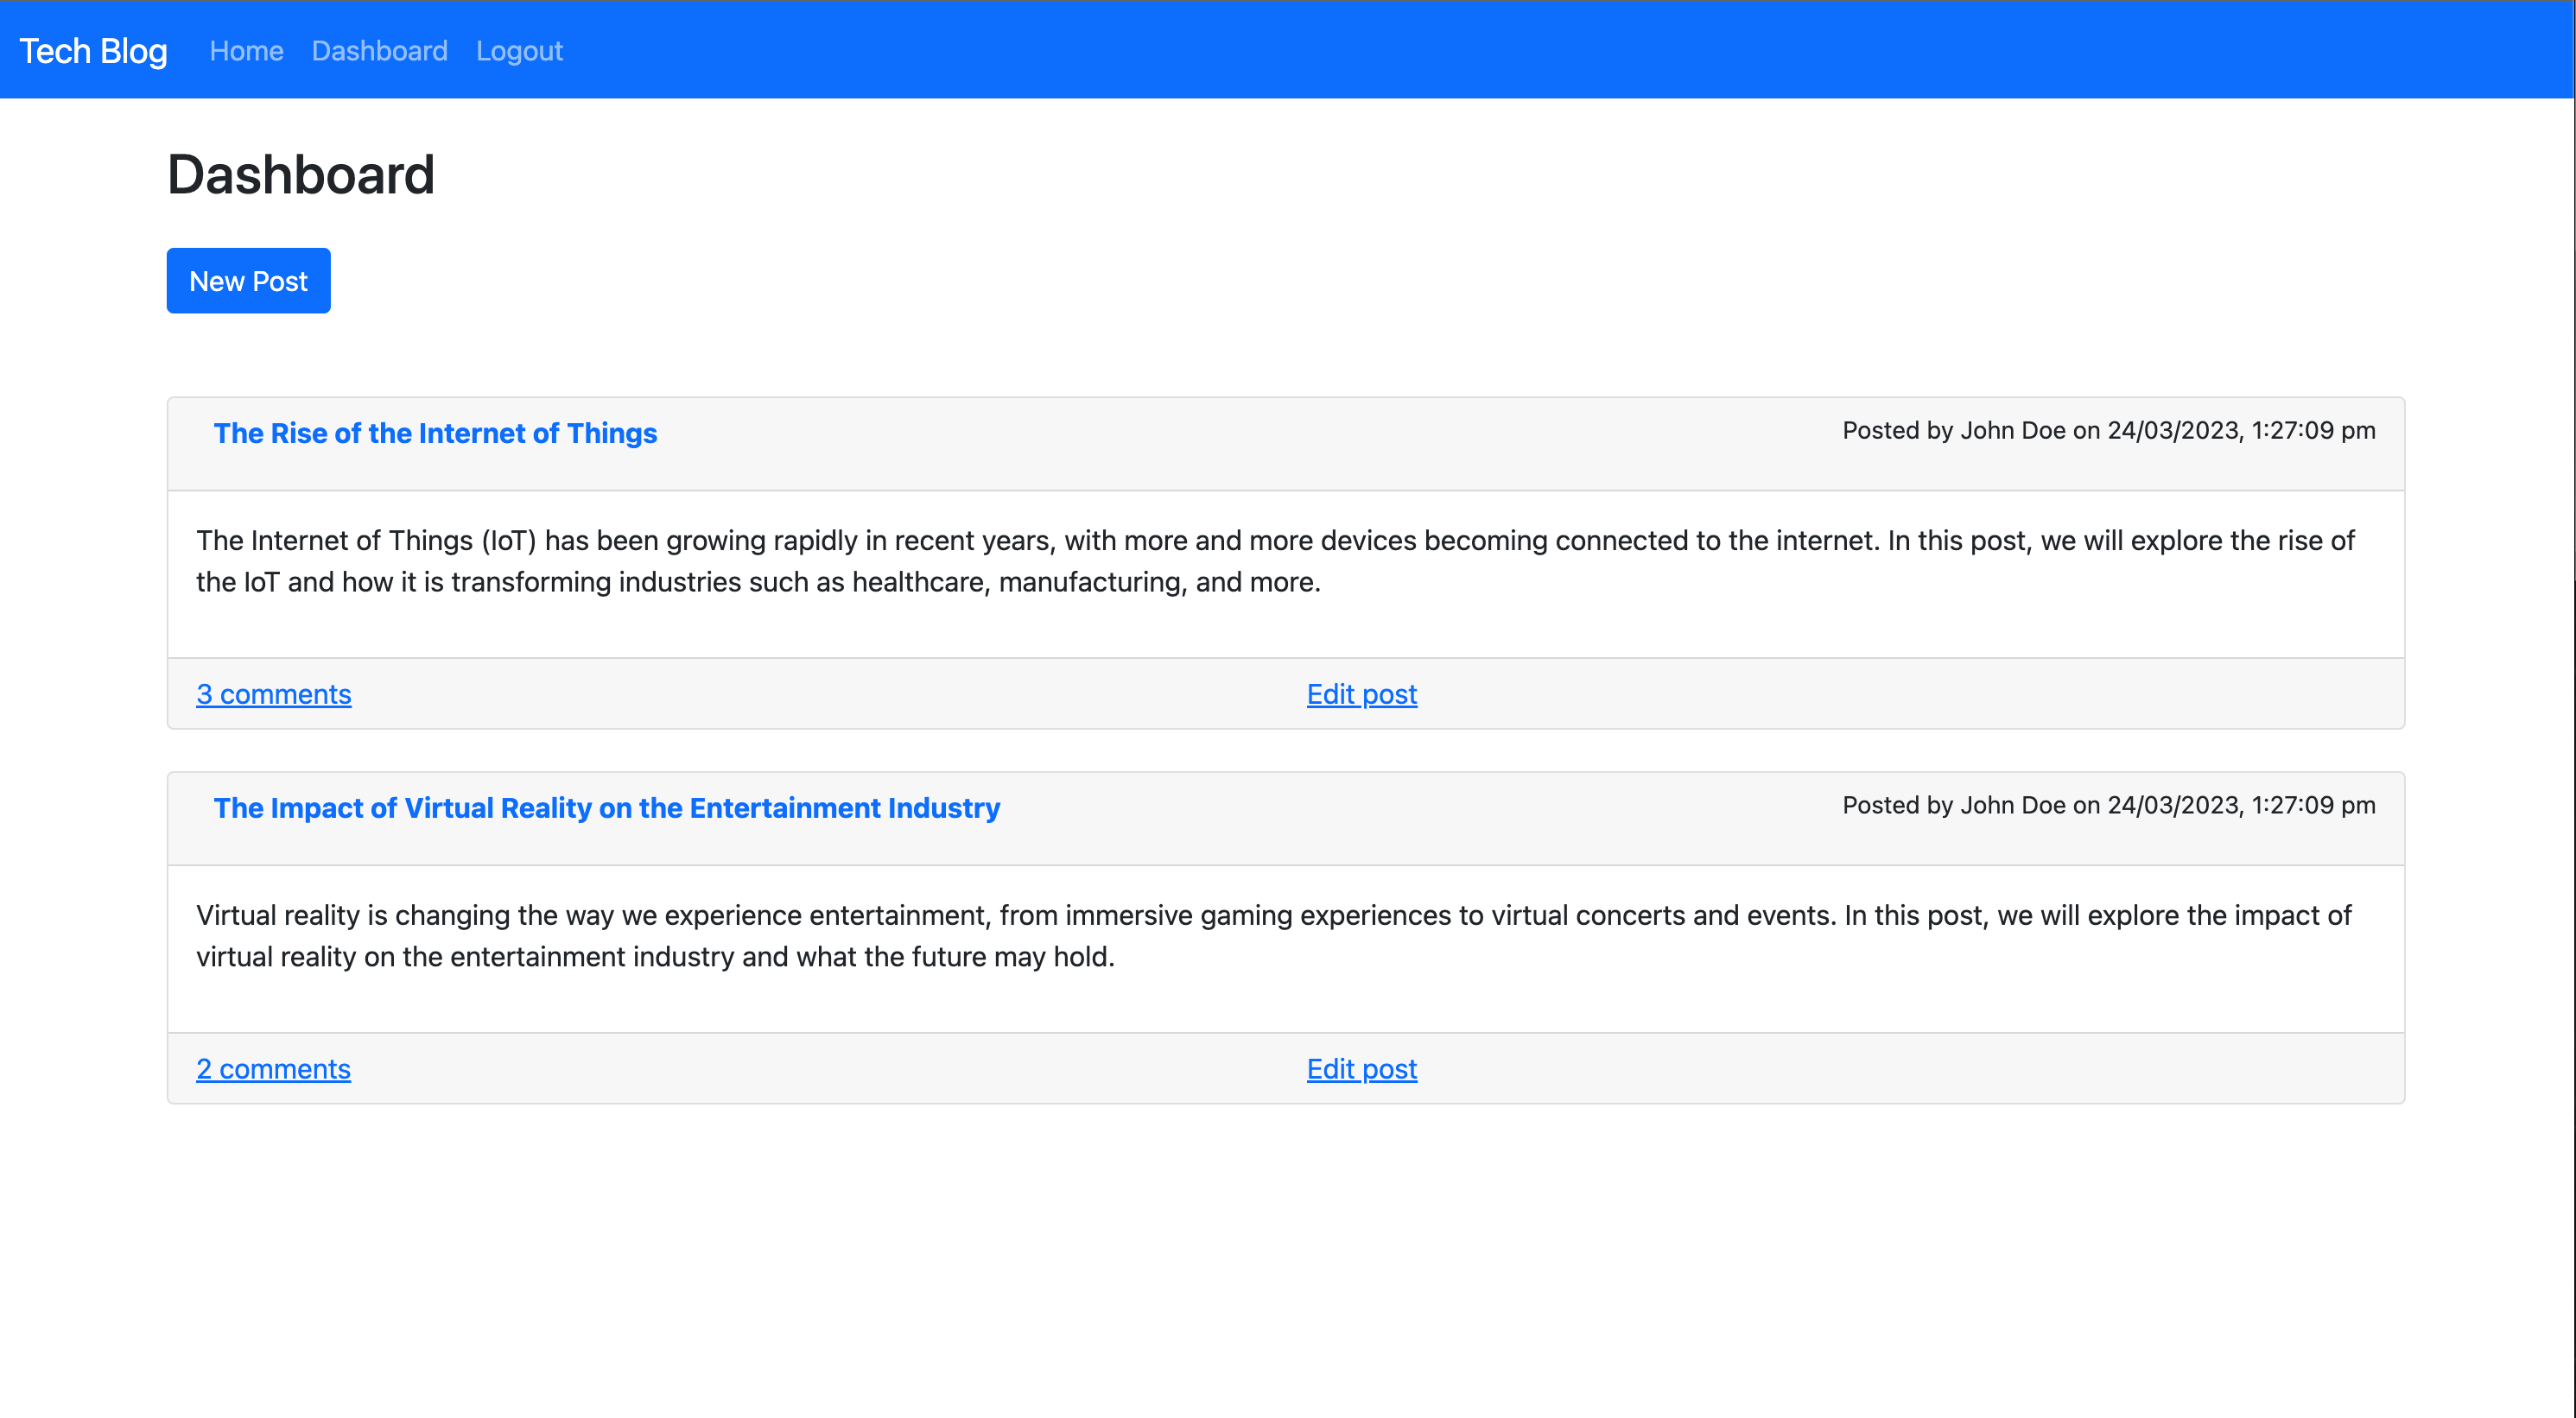 Tech Blog Home Dashboard Logout
Dashboard
New Post
The Rise of the Internet of Things Posted by John Doe on 24/03/2023, 1:27:09 pm
The Internet of Things (IoT) has been growing rapidly in recent years, with more and more devices becoming connected to the internet. In this post, we will explore the rise of
the IoT and how it is transforming industries such as healthcare, manufacturing, and more.
3 comments Edit post
The Impact of Virtual Reality on the Entertainment Industry Posted by John Doe on 24/03/2023, 1:27:09 pm
Virtual reality is changing the way we experience entertainment, from immersive gaming experiences to virtual concerts and events. In this post, we will explore the impact of
virtual reality on the entertainment industry and what the future may hold.
2 comments Edit post